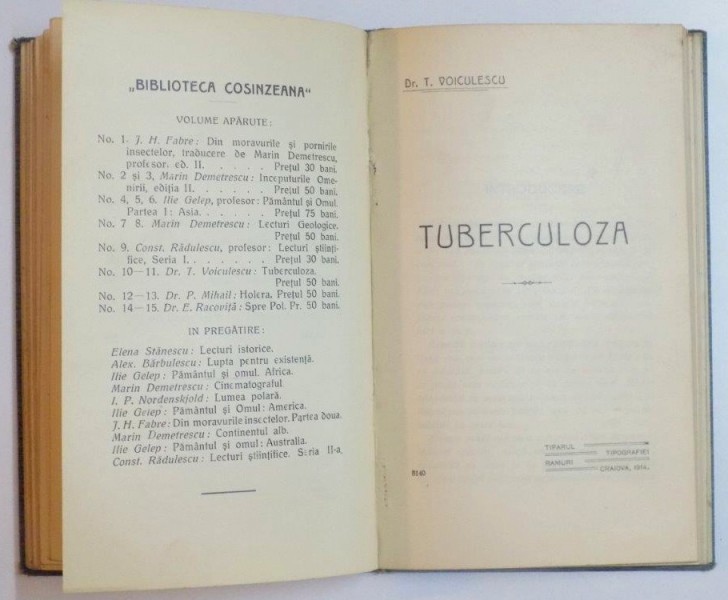 „BIBLIOTECA COSINZEANA“
VOLUME APĂRUTE:
No. 1. J. H. Fabre: Din moravurile și pornirile
insectelor, traducere de Marin Demetrescu,
profesor. ed. II. . . . . . Prețul 30 bani.
No. 2 și 3, Marin Demetrescu: Inceputurile Ome-
nirii, ediția II. . . . . . Prețul 50 bani.
No. 4, 5, 6. Ilie Gelep, profesor: Pământul și Omul.
Partea I: Asia. . . . . . Prețul 75 bani.
No. 7 8. Marin Demetrescu: Lecturi Geologice.
Prețul 50 bani.
No. 9. Const. Rădulescu, profesor: Lecturi științi-
fice, Seria I. . . . . . Prețul 30 bani.
No. 10—11. Dr. T. Voiculescu: Tuberculoza.
Prețul 50 bani.
No. 12—13. Dr. P. Mihail: Holera. Prețul 50 bani.
No. 14—15. Dr. E. Racoviță: Spre Pol. Pr. 50 bani.
IN PREGĂTIRE:
Elena Stănescu: Lecturi istorice.
Alex. Bărbulescu: Lupta pentru existență.
Ilie Gelep: Pământul și omul. Africa.
Marin Demetrescu: Cinematograful.
I. P. Nordenskjold: Lumea polară.
Ilie Gelep: Pământul și Omul: America.
J. H. Fabre: Din moravurile insectelor. Partea doua.
Marin Demetrescu: Continentul alb.
Ilie Gelep: Pământul și omul: Australia.
Const. Rădulescu: Lecturi științifice. Seria II-a.
Dr. T. VOICULESCU
TUBERCULOZA
TIPARUL
TIPOGRAFIEI
RAMURI
CRAIOVA, 1914.